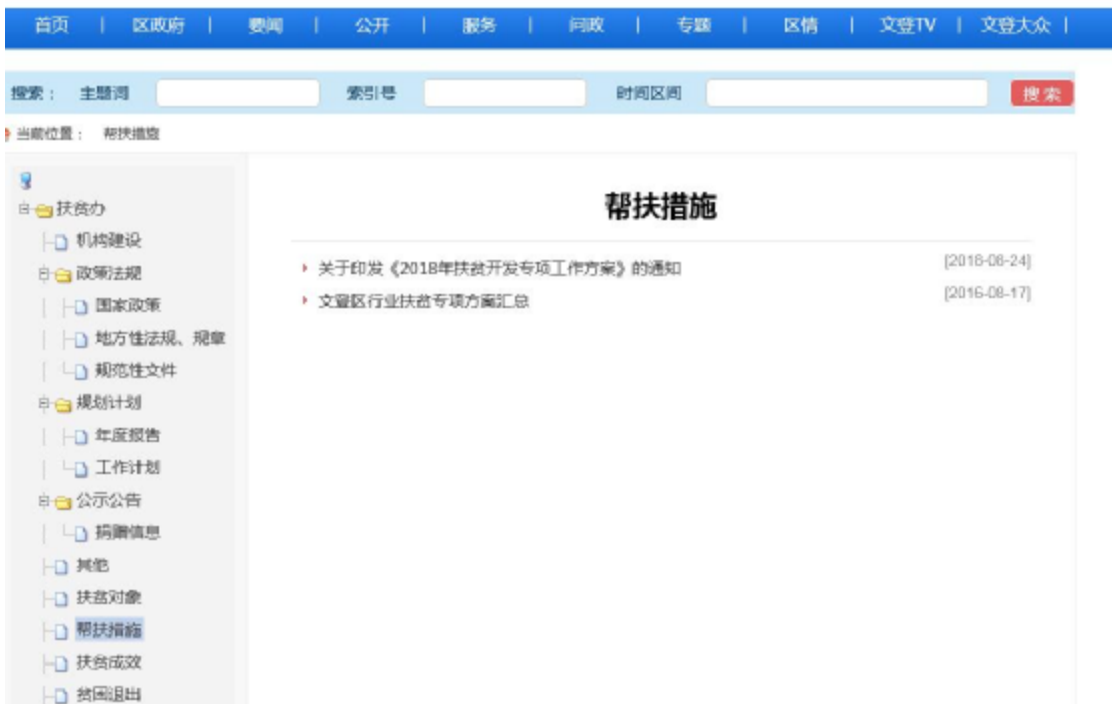 首页 | 区政府 | 要闻 | 公开 | 服务 | 问政 | 专题 | 区情 | 文登TV | 文登大众 |
搜索： 主题词 索引号 时间区间 搜索
当前位置： 帮扶措施
扶贫办
机构建设
政策法规
国家政策
地方性法规、规章
规范性文件
规划计划
年度报告
工作计划
公示公告
捐赠信息
其他
扶贫对象
帮扶措施
扶贫成效
贫困退出
帮扶措施
关于印发《2018年扶贫开发专项工作方案》的通知 [2018-08-24]
文登区行业扶贫专项方案汇总 [2016-08-17]